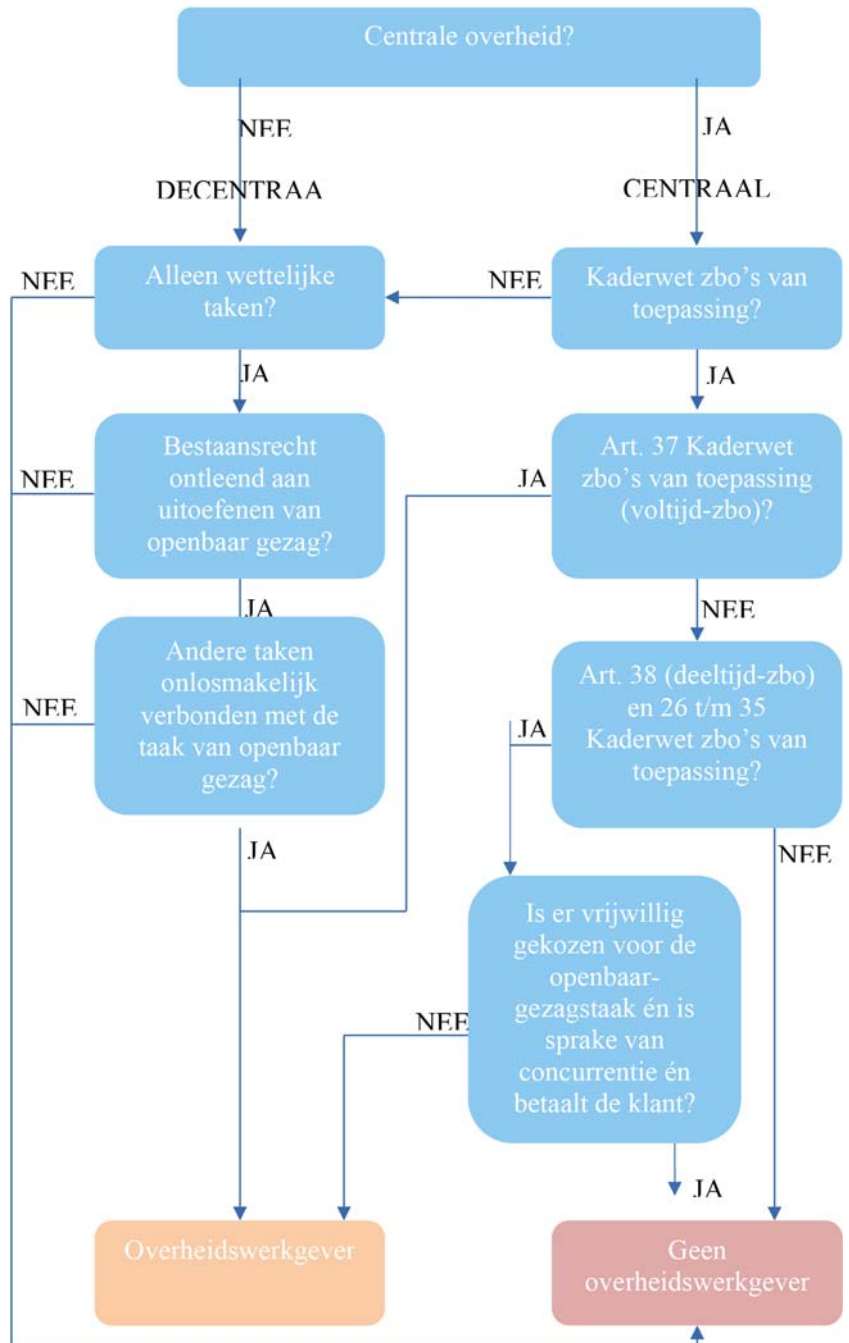 Centrale overheid?
NEE
JA
DECENTRAA
CENTRAAL
NEE
Alleen wettelijke
taken?
NEE
Kaderwet zbo's van
toepassing?
JA
JA
NEE
Bestaansrecht
ontleend aan
uitoefenen van
openbaar gezag?
JA
Art. 37 Kaderwet
zbo's van toepassing
(voltijd-zbo)?
JA
NEE
NEE
Andere taken
onlosmakelijk
verbonden met de
taak van openbaar
gezag?
JA
Art. 38 (deeltijd-zbo)
en 26 t/m 35
Kaderwet zbo's van
toepassing?
JA
NEE
NEE
Is er vrijwillig
gekozen voor de
openbaar-
gezagstaak én is
sprake van
concurrentie én
betaalt de klant?
JA
Overheidswerkgever
Geen
overheidswerkgever